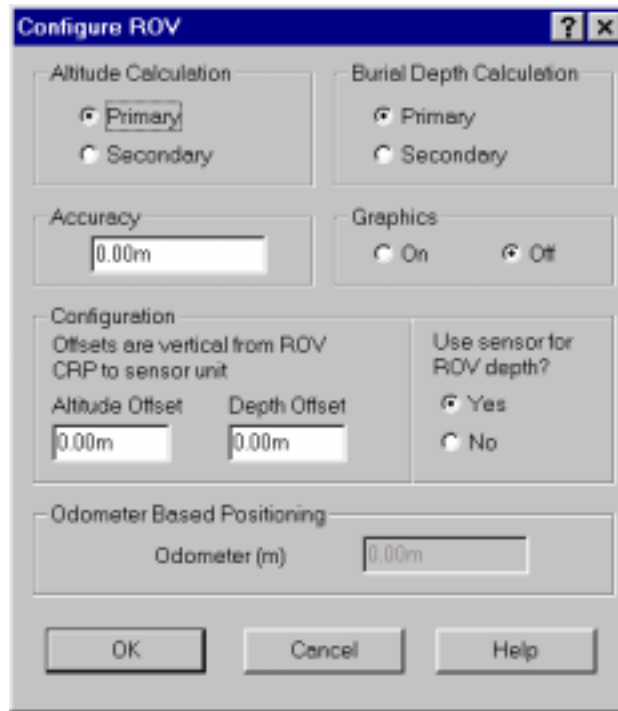 Configure ROV
Altitude Calculation
Primary
Secondary
Burial Depth Calculation
Primary
Secondary
Accuracy
0.00m
Graphics
On Off
Configuration
Offsets are vertical from ROV
CRP to sensor unit
Altitude Offset Depth Offset
0.00m 0.00m
Use sensor for
ROV depth?
Yes
No
Odometer Based Positioning
Odometer (m) 0.00m
OK Cancel Help